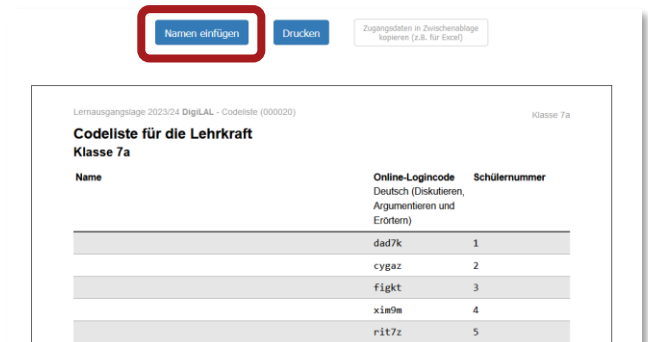 Namen einfügen Drucken Zugangsdaten in Zwischenablage
kopieren (z.B. für Excel)
Lernausgangslage 2023/24 DigiLAL - Codeliste (000020) Klasse 7a
Codeliste für die Lehrkraft
Klasse 7a
Name Online-Logincode Schülernummer
Deutsch (Diskutieren,
Argumentieren und
Erörtern)
dad7k 1
cygaz 2
figkt 3
xim9m 4
rit7z 5